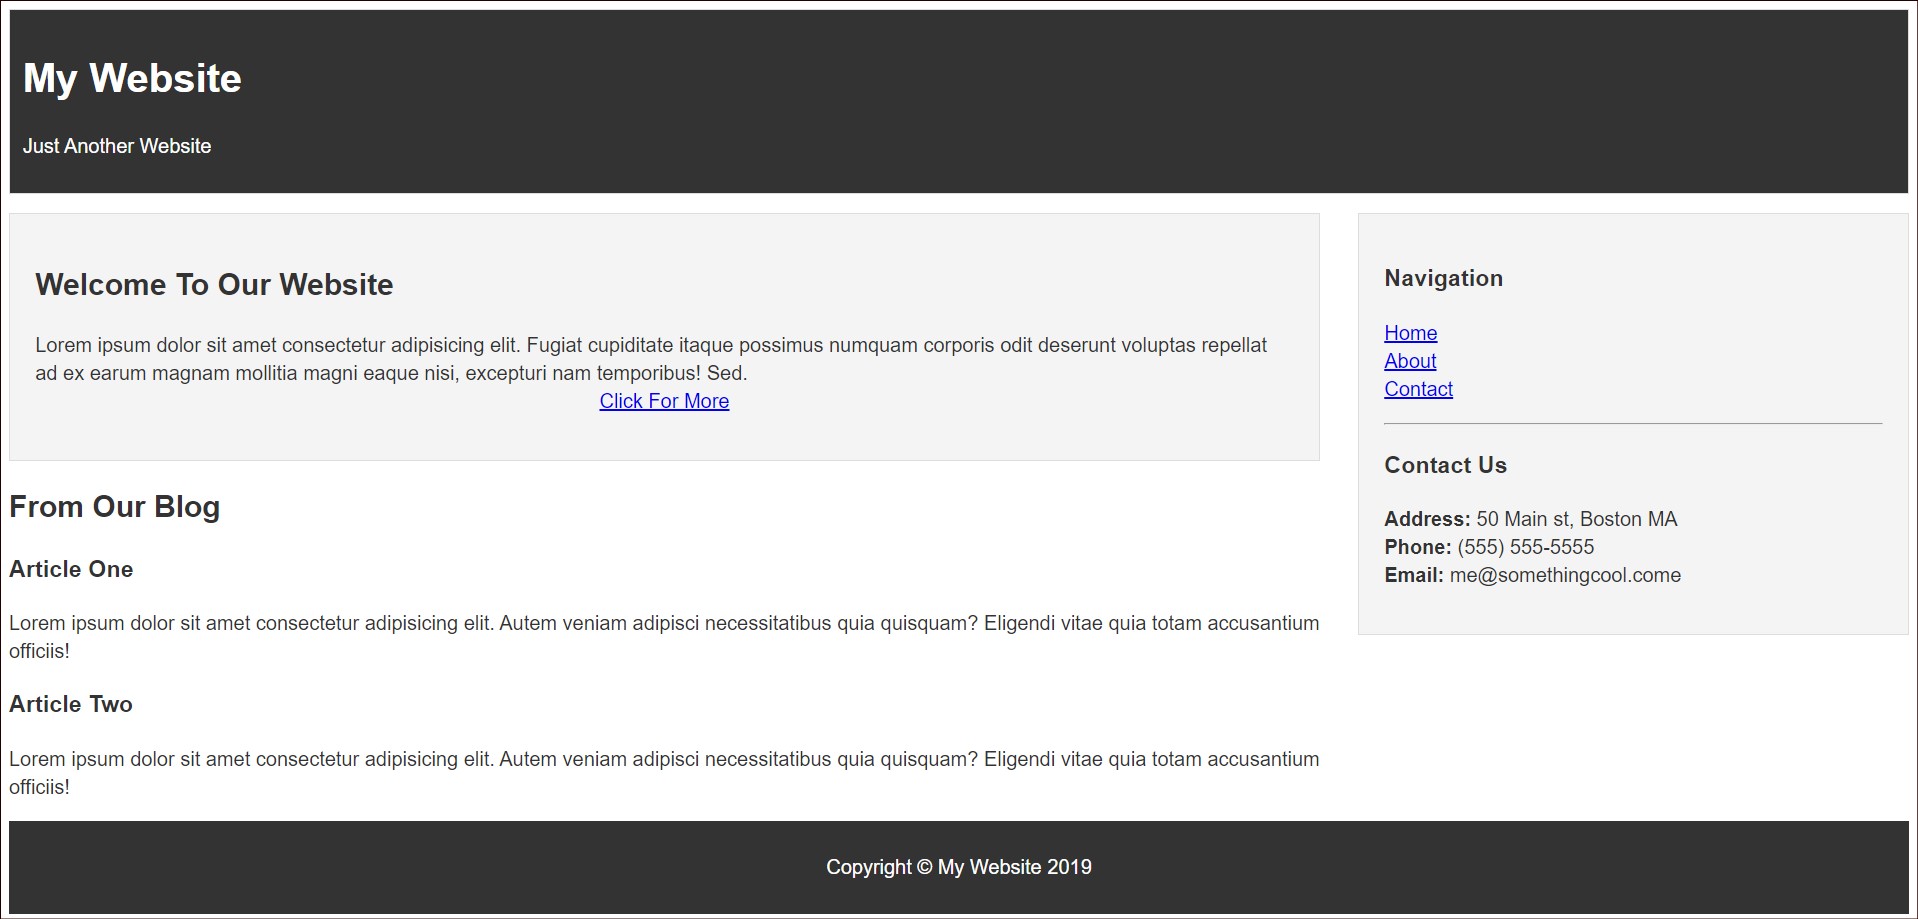 My Website
Just Another Website
Welcome To Our Website
Lorem ipsum dolor sit amet consectetur adipisicing elit. Fugiat cupiditate itaque possimus numquam corporis odit deserunt voluptas repellat
ad ex earum magnam mollitia magni eaque nisi, excepturi nam temporibus! Sed.
Click For More
From Our Blog
Article One
Lorem ipsum dolor sit amet consectetur adipisicing elit. Autem veniam adipisci necessitatibus quia quisquam? Eligendi vitae quia totam accusantium
officiis!
Article Two
Lorem ipsum dolor sit amet consectetur adipisicing elit. Autem veniam adipisci necessitatibus quia quisquam? Eligendi vitae quia totam accusantium
officiis!
Navigation
Home
About
Contact
Contact Us
Address: 50 Main st, Boston MA
Phone: (555) 555-5555
Email: me@somethingcool.come
Copyright © My Website 2019